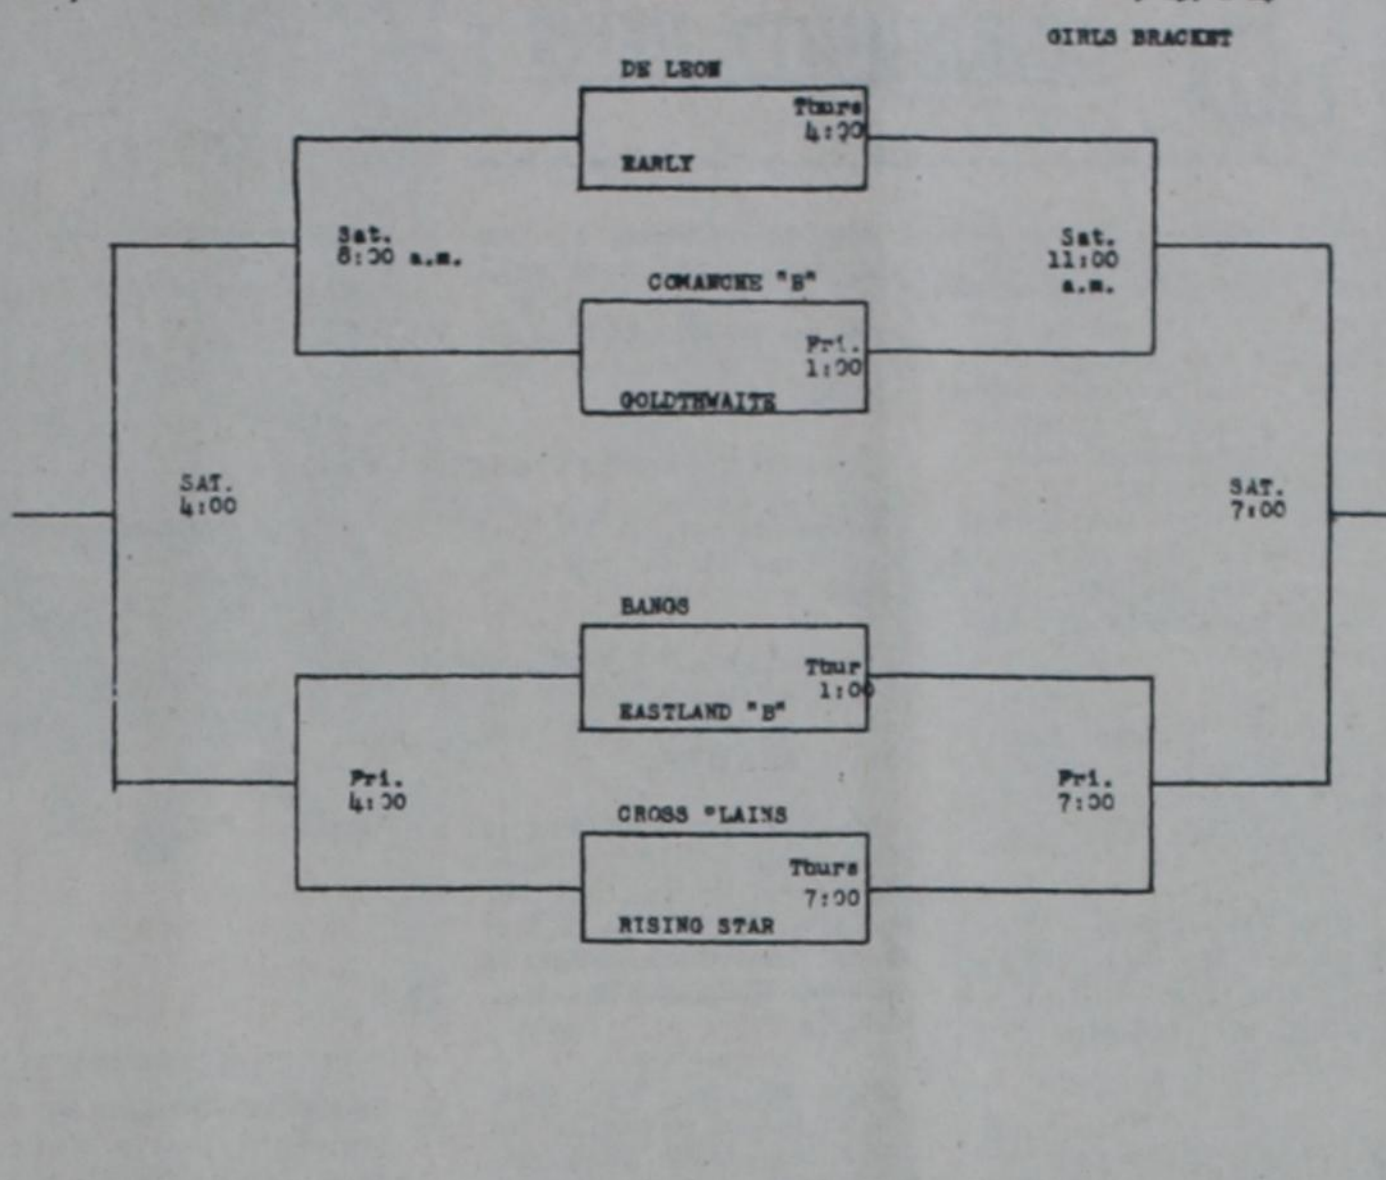 GIRLS BRACKET
DE LEON
Thurs
4:00
EARLY
Sat.
8:00 a.m.
Sat.
11:00
a.m.
COMANCHE "B"
Fri.
1:00
GOLDTHWAITE
SAT.
4:00
SAT.
7:00
BANGS
Thur
1:00
EASTLAND "B"
Fri.
4:00
Fri.
7:00
CROSS PLAINS
Thurs
7:00
RISING STAR